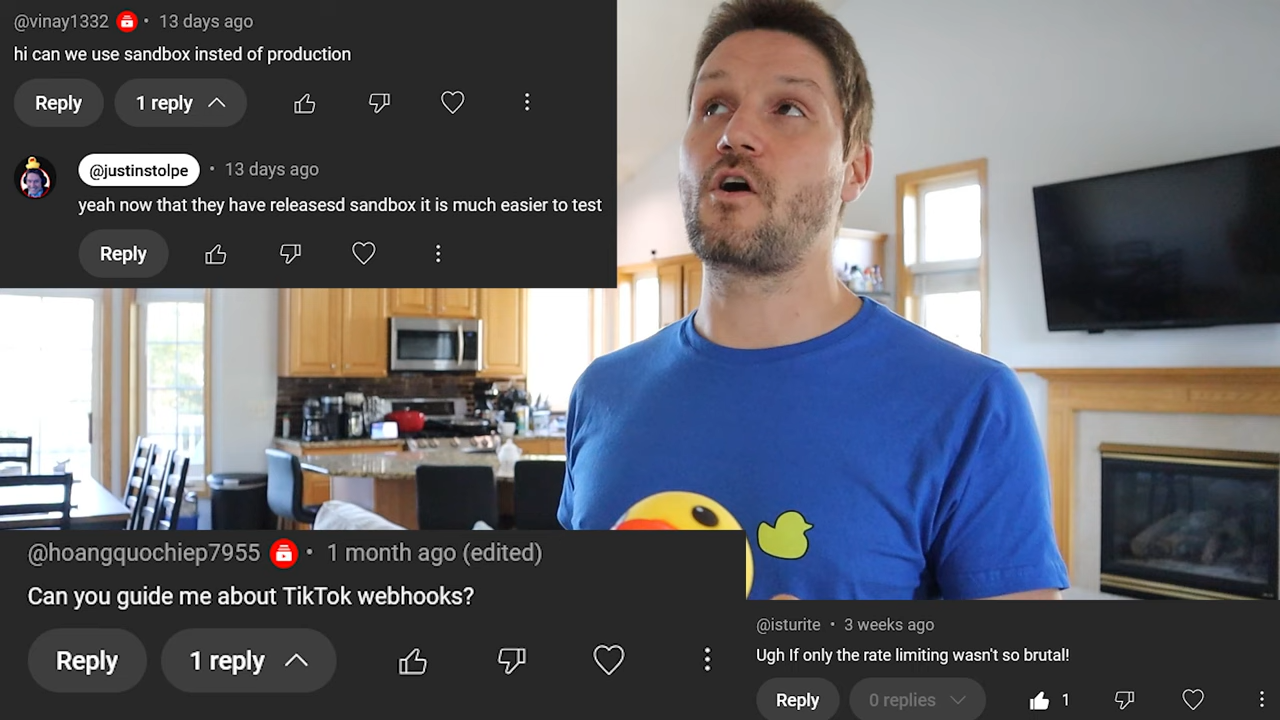 @vinay1332 • 13 days ago
hi can we use sandbox insted of production
Reply 1 reply
@justinstolpe • 13 days ago
yeah now that they have releasesd sandbox it is much easier to test
Reply
@hoangquochiep7955 • 1 month ago (edited)
Can you guide me about TikTok webhooks?
Reply 1 reply
@isturite • 3 weeks ago
Ugh If only the rate limiting wasn't so brutal!
Reply 0 replies 1